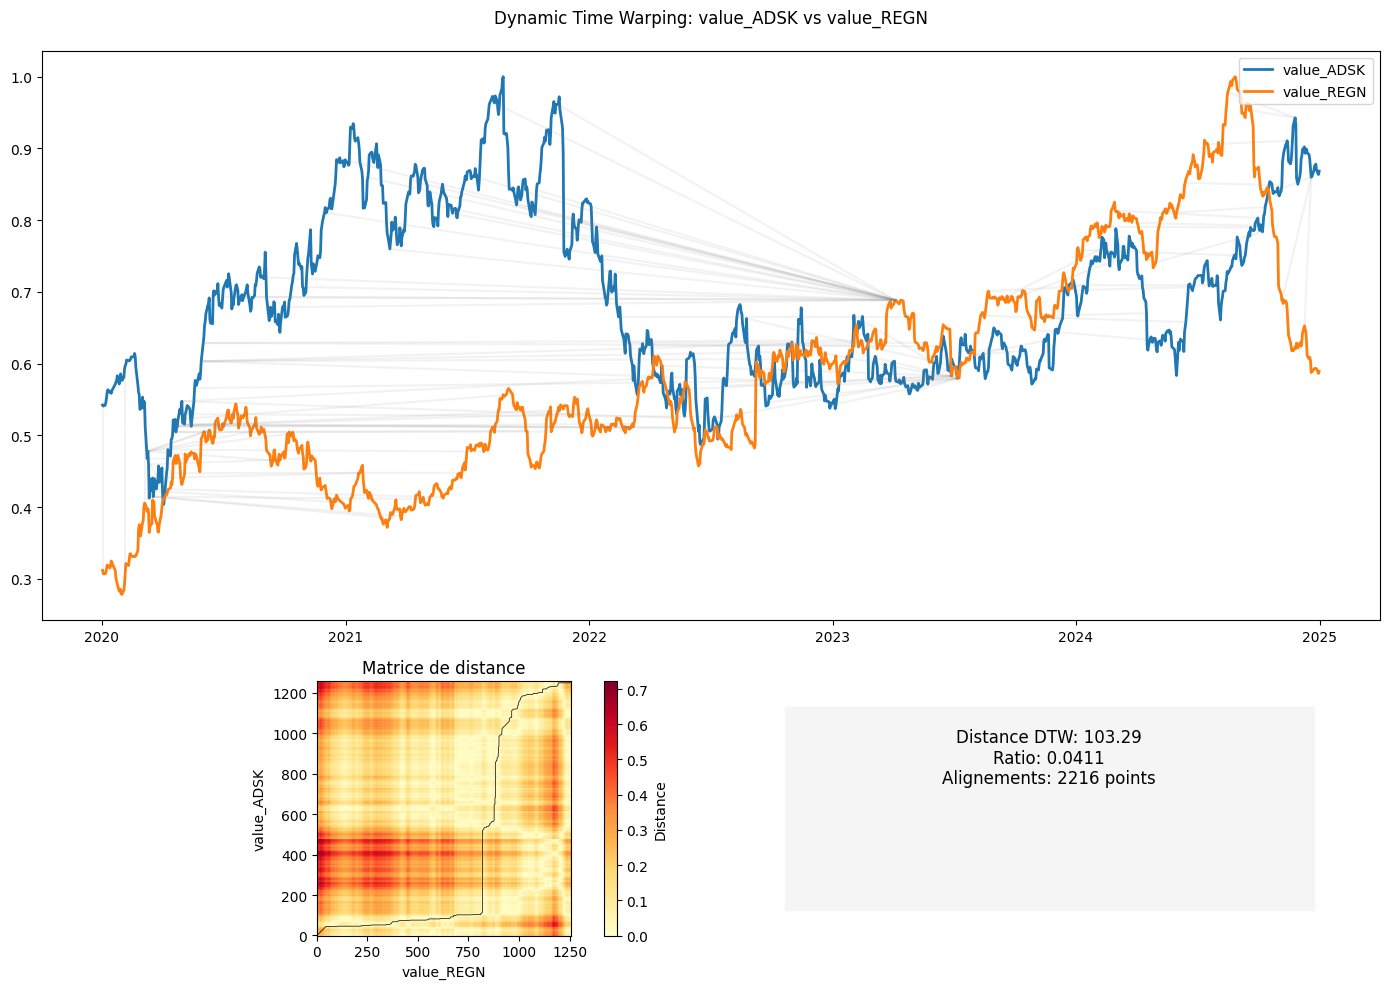 Dynamic Time Warping: value_ADSK vs value_REGN
value_ADSK
value_REGN
1.0
0.9
0.8
0.7
0.6
0.5
0.4
0.3
2020 2021 2022 2023 2024 2025
Matrice de distance
value_ADSK
1200
1000
800
600
400
200
0
0 250 500 750 1000 1250
value_REGN
0.7
0.6
0.5
0.4
0.3
0.2
0.1
0.0
Distance
Distance DTW: 103.29
Ratio: 0.0411
Alignements: 2216 points